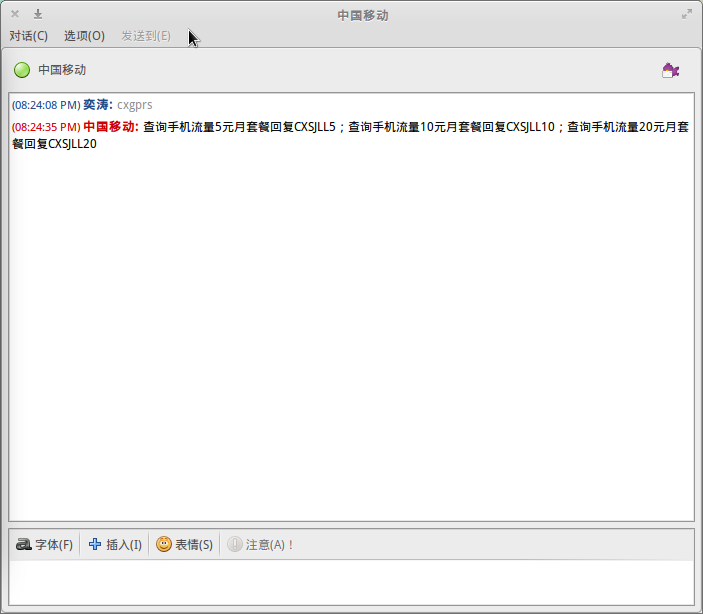 中国移动
对话(C) 选项(O) 发送到(E)
中国移动
(08:24:08 PM) 奕涛: cxgprs
(08:24:35 PM) 中国移动: 查询手机流量5元月套餐回复CXSJLL5；查询手机流量10元月套餐回复CXSJLL10；查询手机流量20元月套
餐回复CXSJLL20
字体(F) 插入(I) 表情(S) 注意(A)！